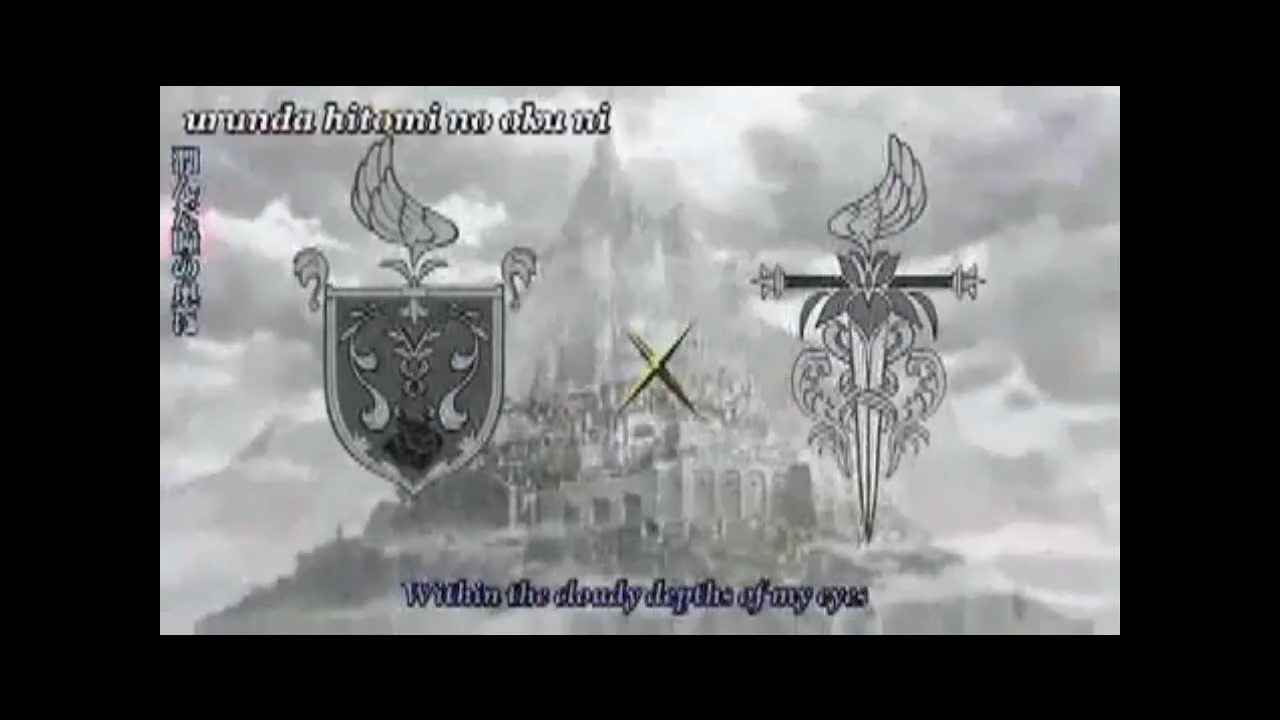 urunda hitomi no oku ni
潤んだ瞳の奥に
Within the cloudy depths of my eyes